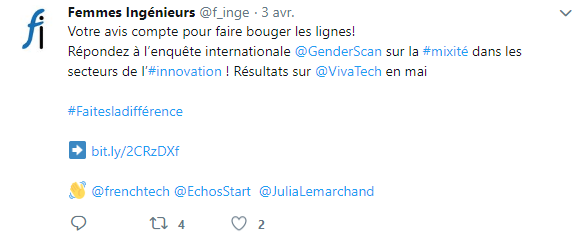 Femmes Ingénieurs @f_inge · 3 avr.
Votre avis compte pour faire bouger les lignes!
Répondez à l'enquête internationale @GenderScan sur la #mixité dans les
secteurs de l'#innovation ! Résultats sur @VivaTech en mai
#Faitesladifférence
➡️ bit.ly/2CRzDXf
👋 @frenchtech @EchosStart @JuliaLemarchand
4 2
fi